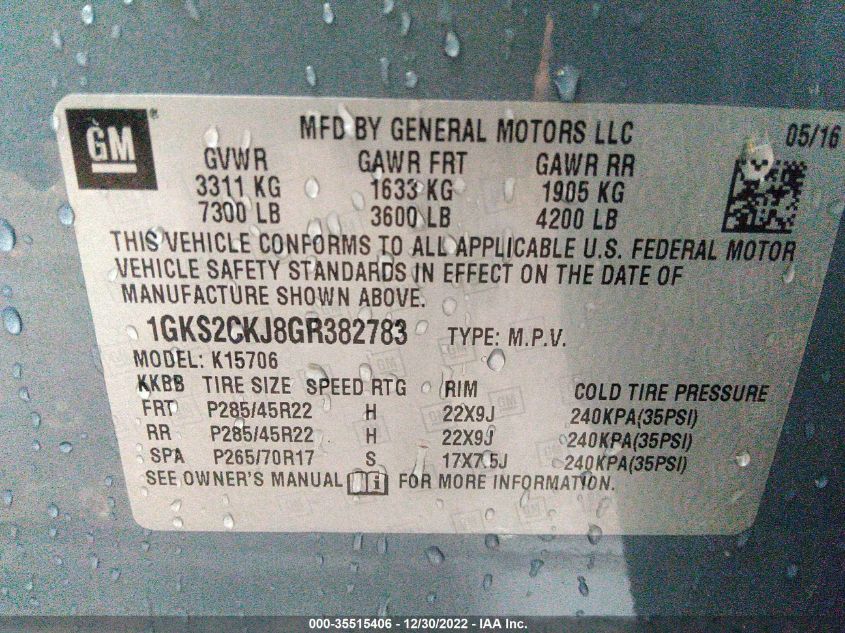 GM ®
MFD BY GENERAL MOTORS LLC 05/16
GVWR GAWR FRT GAWR RR
3311 KG 1633 KG 1905 KG
7300 LB 3600 LB 4200 LB
THIS VEHICLE CONFORMS TO ALL APPLICABLE U.S. FEDERAL MOTOR
VEHICLE SAFETY STANDARDS IN EFFECT ON THE DATE OF
MANUFACTURE SHOWN ABOVE.
1GKS2CKJ8GR382783 TYPE: M.P.V.
MODEL: K15706
KKBB TIRE SIZE SPEED RTG RIM COLD TIRE PRESSURE
FRT P285/45R22 H 22X9J 240KPA(35PSI)
RR P285/45R22 H 22X9J 240KPA(35PSI)
SPA P265/70R17 S 17X7.5J 240KPA(35PSI)
SEE OWNER'S MANUAL FOR MORE INFORMATION.
000-35515406 - 12/30/2022 - IAA Inc.